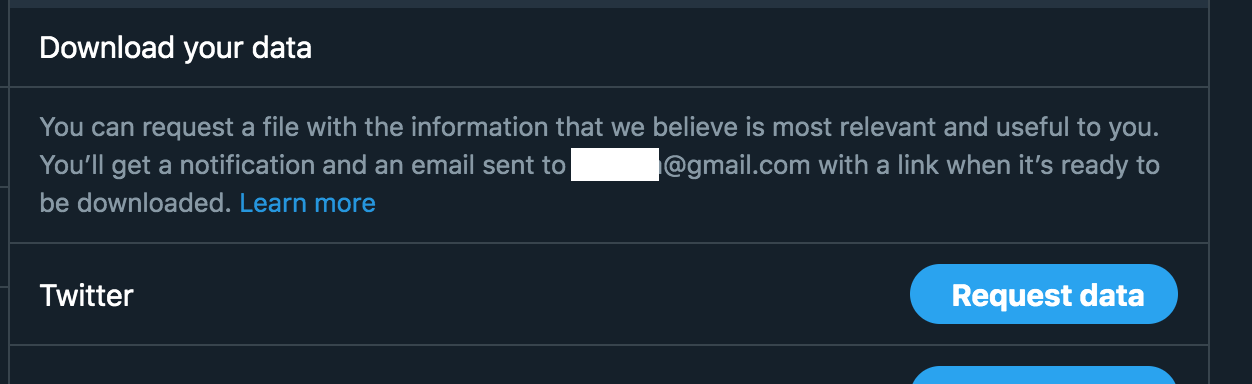 Download your data
You can request a file with the information that we believe is most relevant and useful to you.
You’ll get a notification and an email sent to @gmail.com with a link when it’s ready to
be downloaded. Learn more
Twitter
Request data